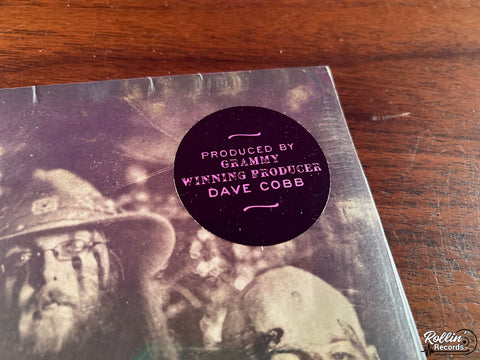 PRODUCED BY
GRAMMY
WINNING PRODUCER
DAVE COBB
Rollin'
Records